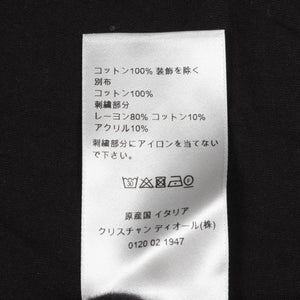 コットン100% 装飾を除く
別布
コットン100%
刺繍部分
レーヨン80% コットン10%
アクリル10%
刺繍部分にアイロンを当てない
で下さい。
原産国 イタリア
クリスチャン ディオール(株)
0120 02 1947